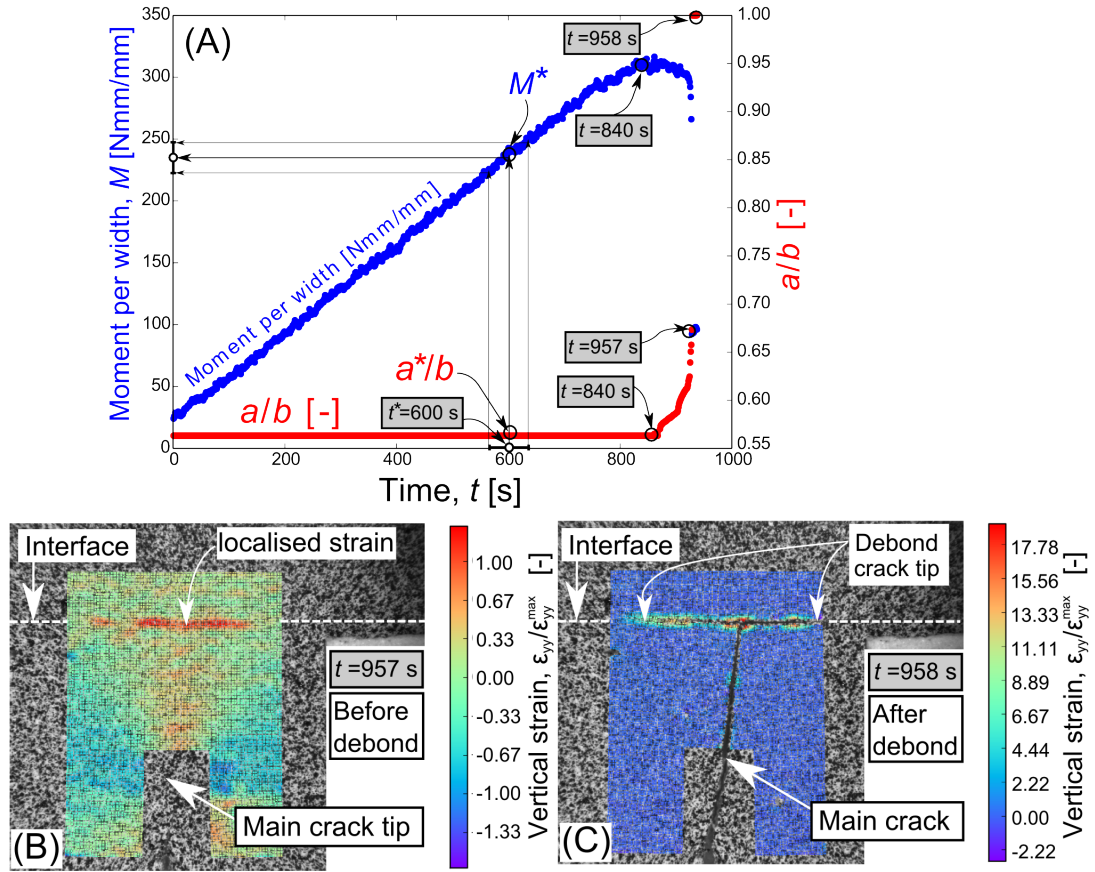 (A)
Moment per width, M [Nmm/mm]
350
300
250
200
150
100
50
0
1.00
0.95
0.90
0.85
0.80
0.75
0.70
0.65
0.60
0.55
a/b [-]
t =958 s
M*
t =840 s
Moment per width [Nmm/mm]
t =957 s
a*/b
t =840 s
a/b [-]
t*=600 s
0
200
400
600
800
1000
Time, t [s]
(B)
Interface
localised strain
t =957 s
Before
debond
Main crack tip
1.00
0.67
0.33
0.00
-0.33
-0.67
-1.00
-1.33
Vertical strain, εyy/εyy^max [-]
(C)
Interface
Debond
crack tip
t =958 s
After
debond
Main crack
17.78
15.56
13.33
11.11
8.89
6.67
4.44
2.22
0.00
-2.22
Vertical strain, εyy/εyy^max [-]